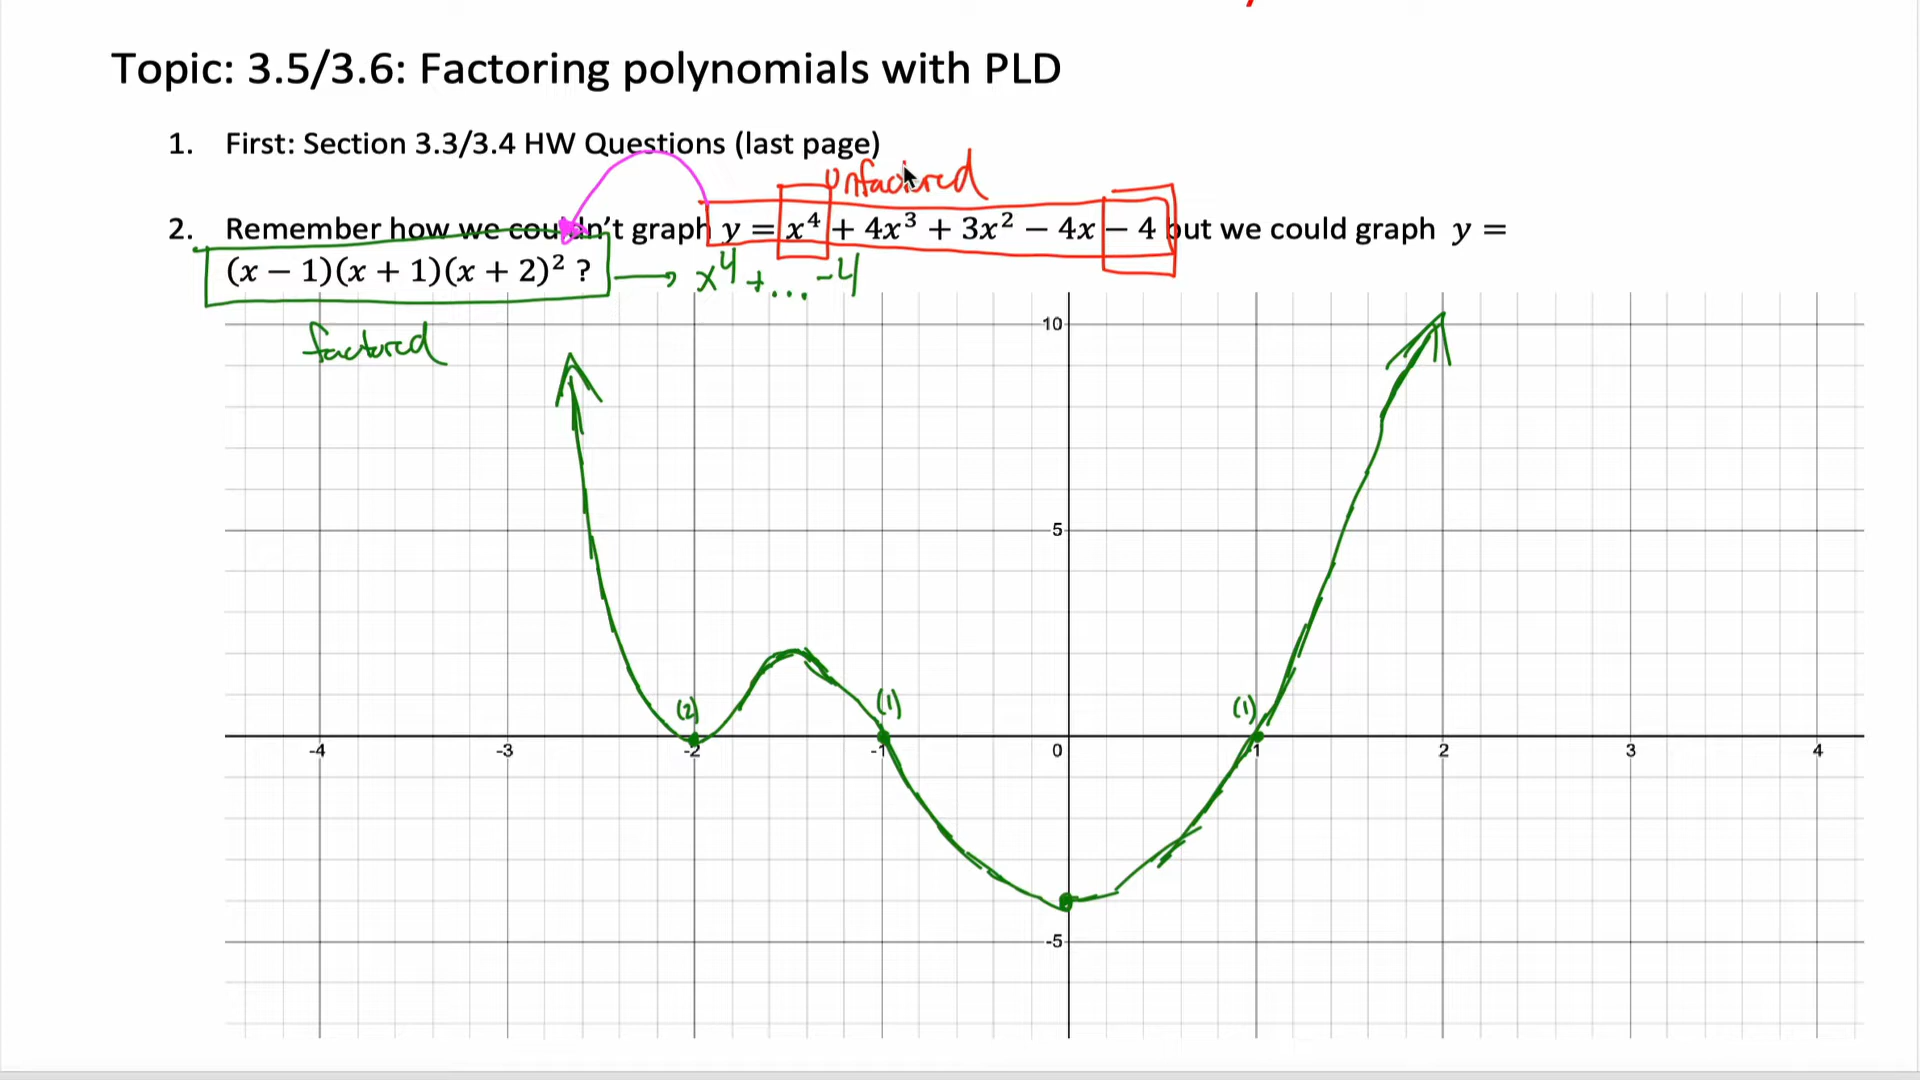 Topic: 3.5/3.6: Factoring polynomials with PLD
1. First: Section 3.3/3.4 HW Questions (last page)
Unfactored
2. Remember how we couldn't graph y = x⁴ + 4x³ + 3x² − 4x − 4 but we could graph y =
(x − 1)(x + 1)(x + 2)² ? → x⁴ + ... −4
factored
10
5
(2) (1) (1)
-4 -3 -2 -1 0 1 2 3 4
-5